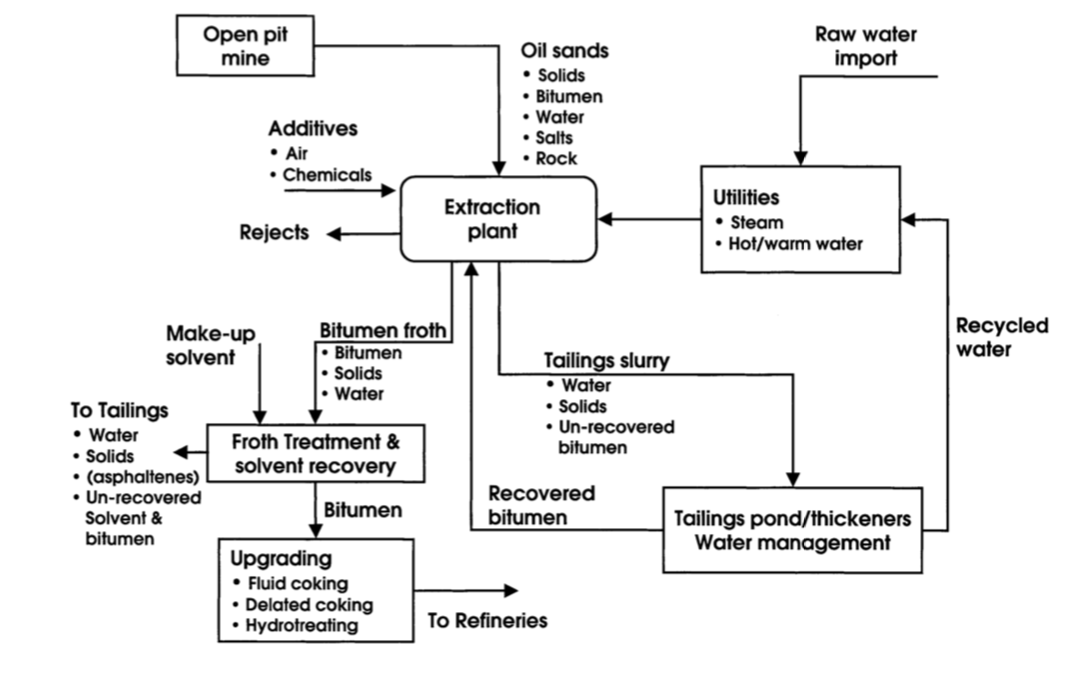 Open pit
mine
Oil sands
• Solids
• Bitumen
• Water
• Salts
• Rock
Raw water
import
Additives
• Air
• Chemicals
Extraction
plant
Rejects
Utilities
• Steam
• Hot/warm water
Recycled
water
Make-up
solvent
Bitumen froth
• Bitumen
• Solids
• Water
Tailings slurry
• Water
• Solids
• Un-recovered
bitumen
To Tailings
• Water
• Solids
• (asphaltenes)
• Un-recovered
Solvent &
bitumen
Froth Treatment &
solvent recovery
Bitumen
Recovered
bitumen
Tailings pond/thickeners
Water management
Upgrading
• Fluid coking
• Delated coking
• Hydrotreating
To Refineries